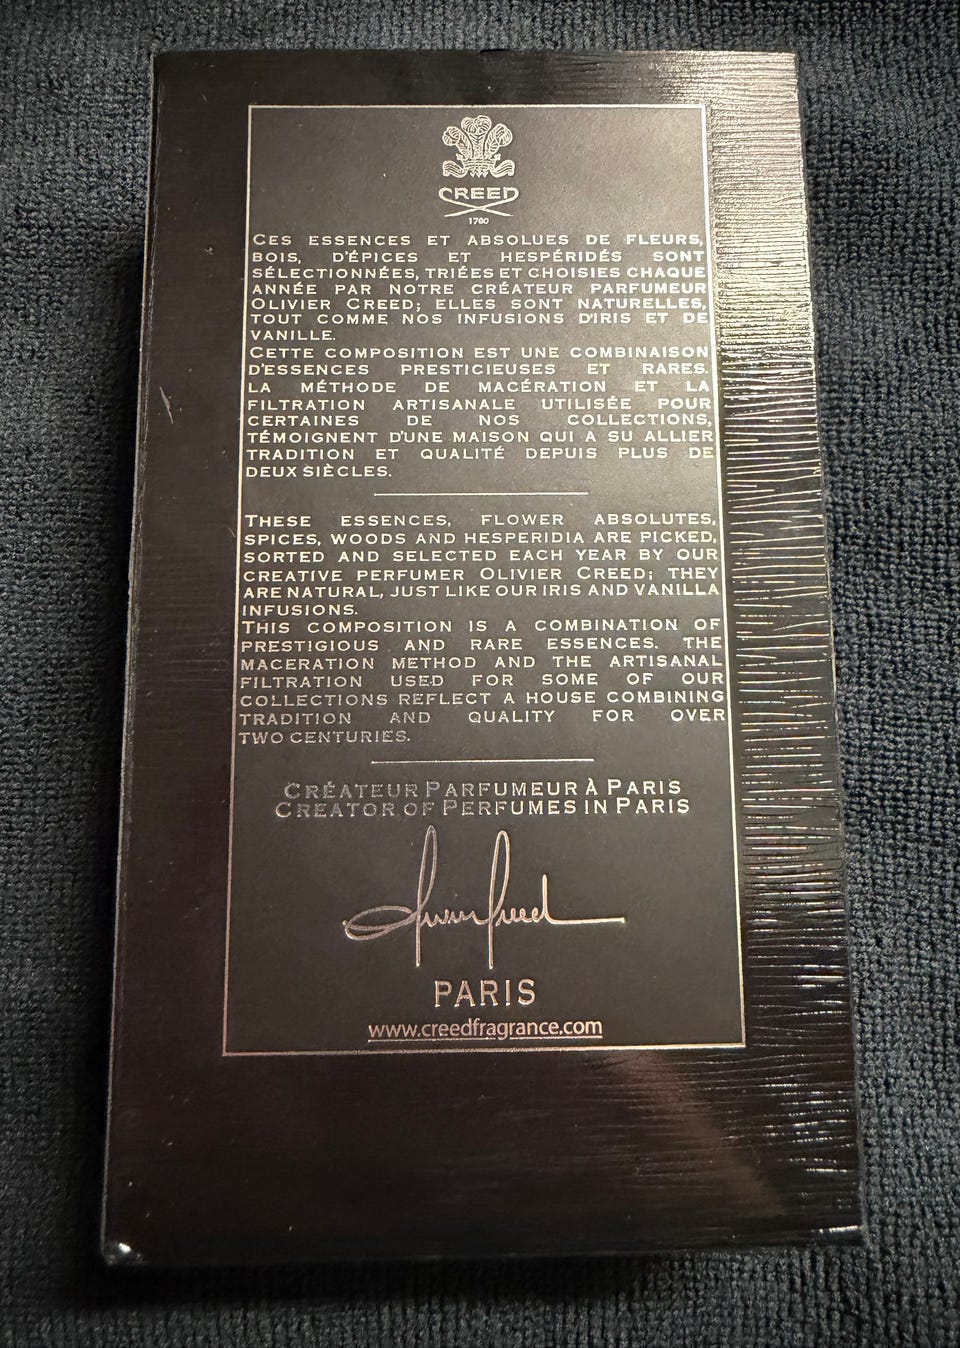 CREED
1760
CES ESSENCES ET ABSOLUES DE FLEURS,
BOIS, D'ÉPICES ET HESPÉRIDÉS SONT
SÉLECTIONNÉES, TRIÉES ET CHOISIES CHAQUE
ANNÉE PAR NOTRE CRÉATEUR PARFUMEUR
OLIVIER CREED; ELLES SONT NATURELLES,
TOUT COMME NOS INFUSIONS D'IRIS ET DE
VANILLE.
CETTE COMPOSITION EST UNE COMBINAISON
D'ESSENCES PRESTICIEUSES ET RARES.
LA MÉTHODE DE MACÉRATION ET LA
FILTRATION ARTISANALE UTILISÉE POUR
CERTAINES DE NOS COLLECTIONS,
TÉMOIGNENT D'UNE MAISON QUI A SU ALLIER
TRADITION ET QUALITÉ DEPUIS PLUS DE
DEUX SIÈCLES.
THESE ESSENCES, FLOWER ABSOLUTES,
SPICES, WOODS AND HESPERIDIA ARE PICKED,
SORTED AND SELECTED EACH YEAR BY OUR
CREATIVE PERFUMER OLIVIER CREED; THEY
ARE NATURAL, JUST LIKE OUR IRIS AND VANILLA
INFUSIONS.
THIS COMPOSITION IS A COMBINATION OF
PRESTIGIOUS AND RARE ESSENCES. THE
MACERATION METHOD AND THE ARTISANAL
FILTRATION USED FOR SOME OF OUR
COLLECTIONS REFLECT A HOUSE COMBINING
TRADITION AND QUALITY FOR OVER
TWO CENTURIES.
CRÉATEUR PARFUMEUR À PARIS
CREATOR OF PERFUMES IN PARIS
Olivier Creed
PARIS
www.creedfragrance.com